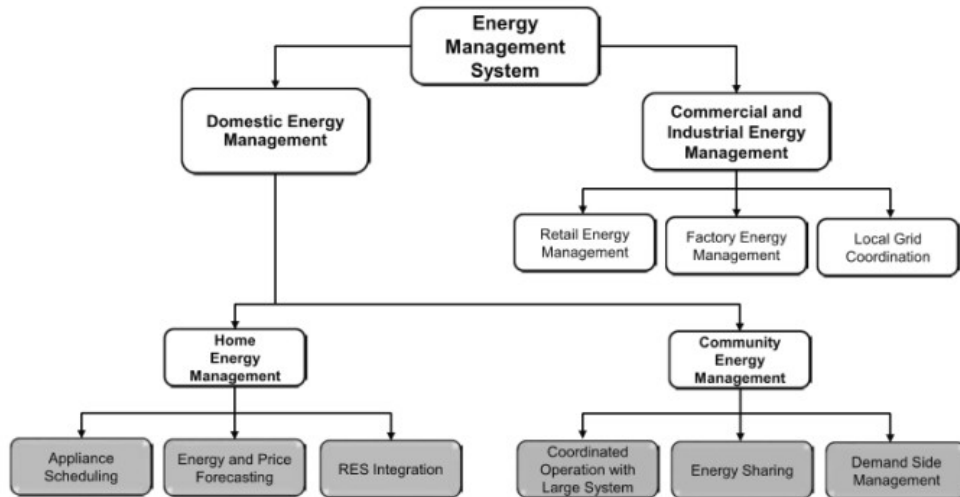 Energy
Management
System
Domestic Energy
Management
Commercial and
Industrial Energy
Management
Retail Energy
Management
Factory Energy
Management
Local Grid
Coordination
Home
Energy
Management
Community
Energy
Management
Appliance
Scheduling
Energy and Price
Forecasting
RES Integration
Coordinated
Operation with
Large System
Energy Sharing
Demand Side
Management